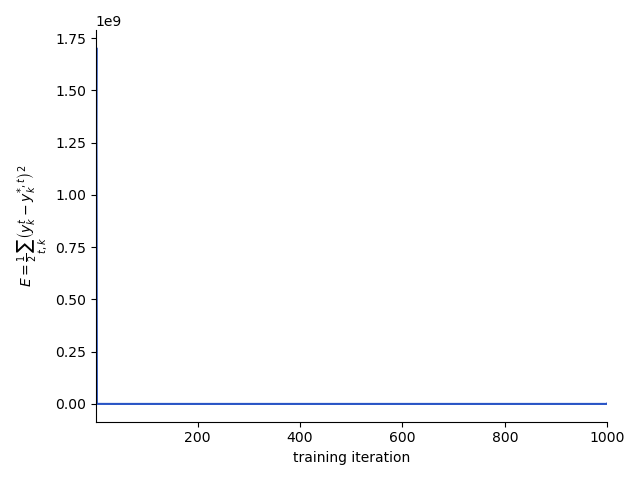 1e9
1.75
1.50
1.25
1.00
0.75
0.50
0.25
0.00
E = \frac{1}{2} \sum_{t,k} (y_k^t - y_k^{*,t})^2
200 400 600 800 1000
training iteration